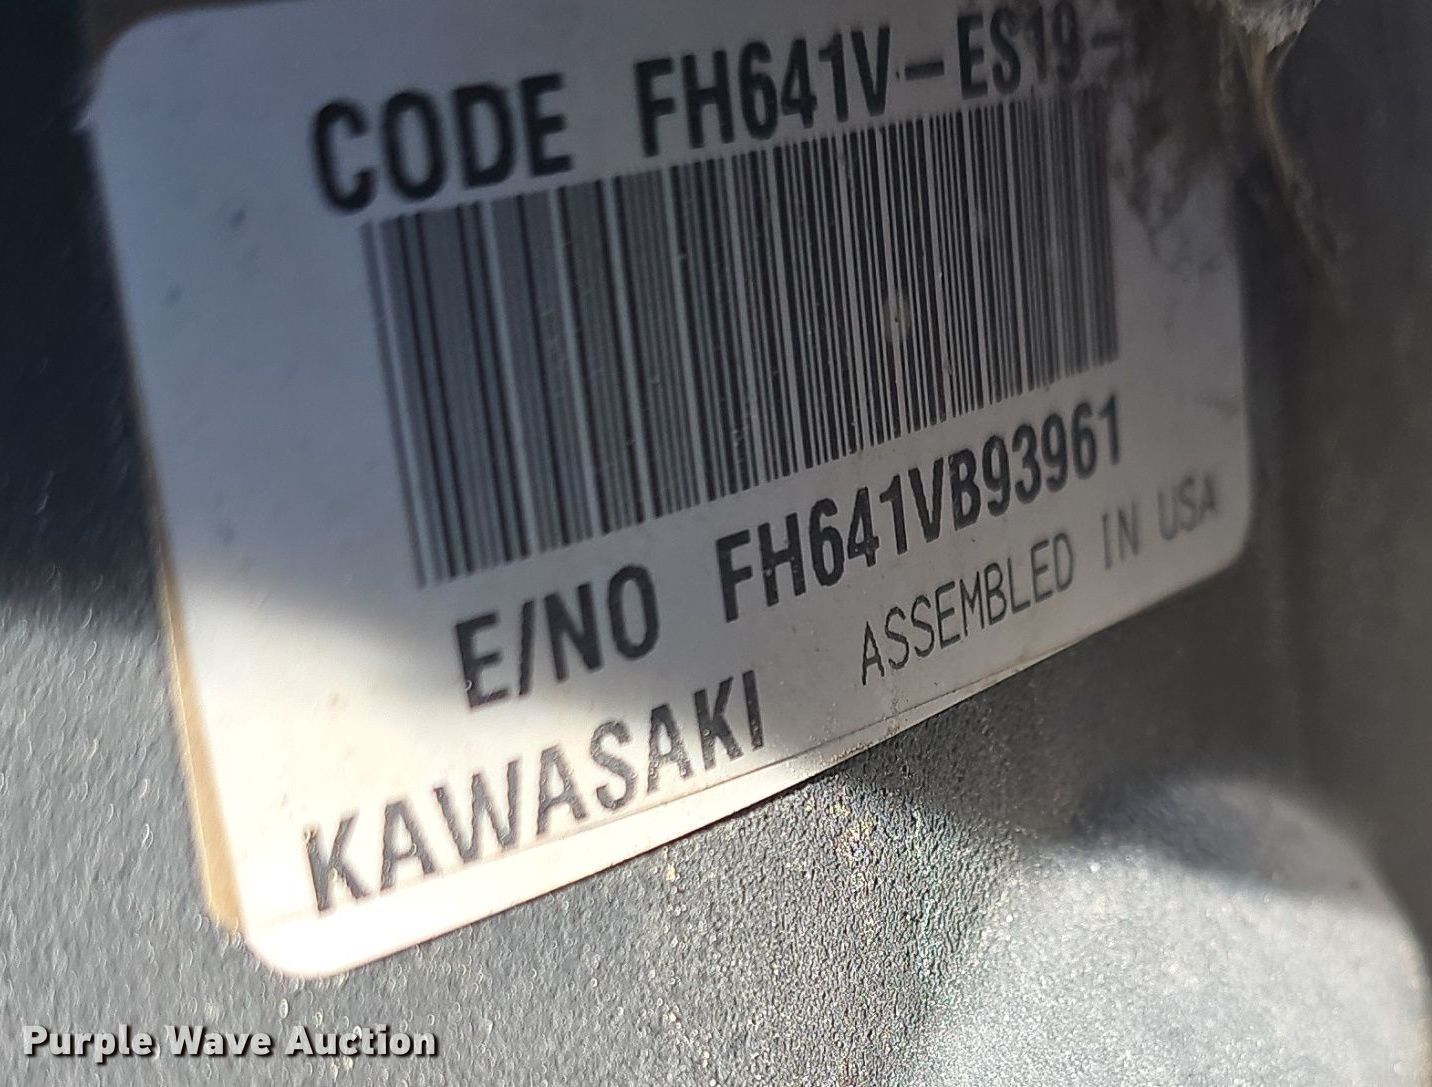 CODE FH641V-ES19-
E/NO FH641VB93961
KAWASAKI ASSEMBLED IN USA
Purple Wave Auction